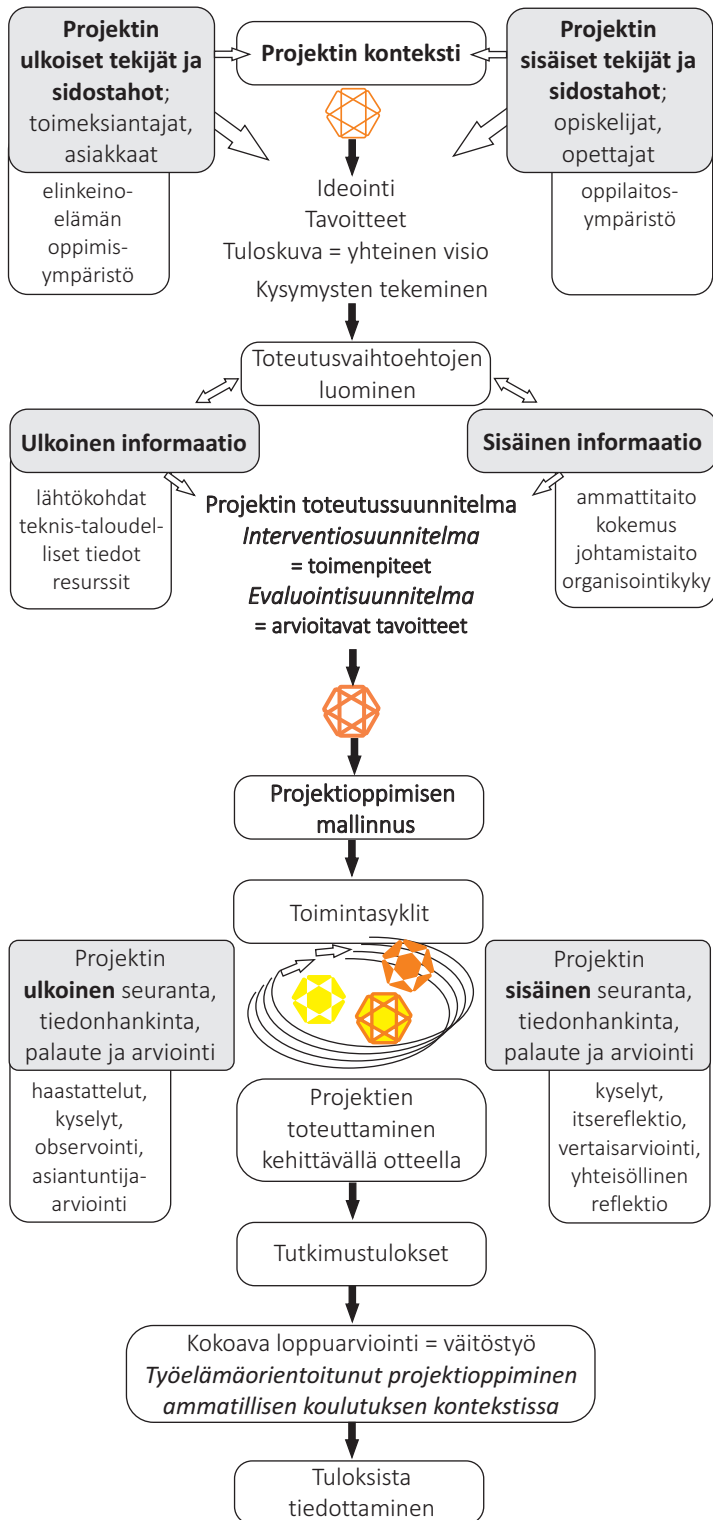 Projektin
ulkoiset tekijät ja
sidostahot;
toimeksiantajat,
asiakkaat
elinkeino-
elämän
oppimis-
ympäristö
Projektin konteksti
Projektin
sisäiset tekijät ja
sidostahot;
opiskelijat,
opettajat
oppilaitos-
ympäristö
Ideointi
Tavoitteet
Tuloskuva = yhteinen visio
Kysymysten tekeminen
Toteutusvaihtoehtojen
luominen
Ulkoinen informaatio
lähtökohdat
teknis-taloudel-
liset tiedot
resurssit
Sisäinen informaatio
ammattitaito
kokemus
johtamistaito
organisointikyky
Projektin toteutussuunnitelma
Interventiosuunnitelma
= toimenpiteet
Evaluointisuunnitelma
= arvioitavat tavoitteet
Projektioppimisen
mallinnus
Toimintasyklit
Projektin
ulkoinen seuranta,
tiedonhankinta,
palaute ja arviointi
haastattelut,
kyselyt,
observointi,
asiantuntija-
arviointi
Projektin
sisäinen seuranta,
tiedonhankinta,
palaute ja arviointi
kyselyt,
itsereflektio,
vertaisarviointi,
yhteisöllinen
reflektio
Projektien
toteuttaminen
kehittävällä otteella
Tutkimustulokset
Kokoava loppuarviointi = väitöstyö
Työelämäorientoitunut projektioppiminen
ammatillisen koulutuksen kontekstissa
Tuloksista
tiedottaminen